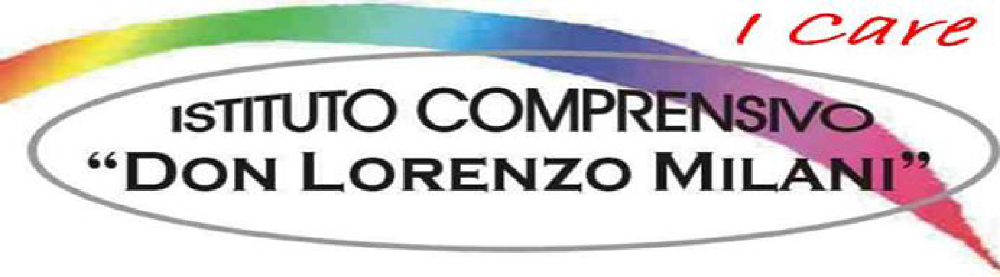 I Care
ISTITUTO COMPRENSIVO
“DON LORENZO MILANI”